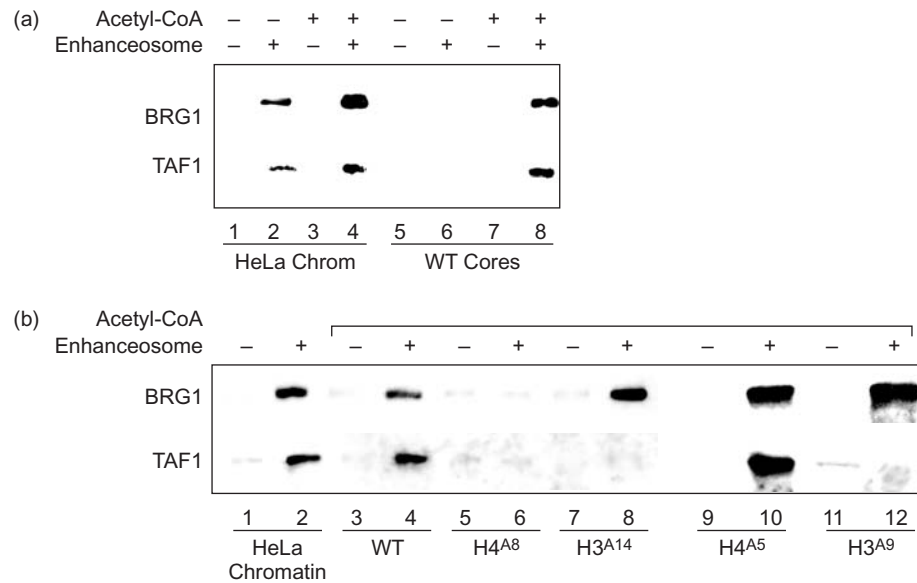 (a) Acetyl-CoA – – + + – – + +
Enhanceosome – + – + – + – +
BRG1
TAF1
1 2 3 4 5 6 7 8
HeLa Chrom WT Cores
(b) Acetyl-CoA
Enhanceosome – + – + – + – + – + – +
BRG1
TAF1
1 2 3 4 5 6 7 8 9 10 11 12
HeLa Chromatin WT H4A8 H3A14 H4A5 H3A9